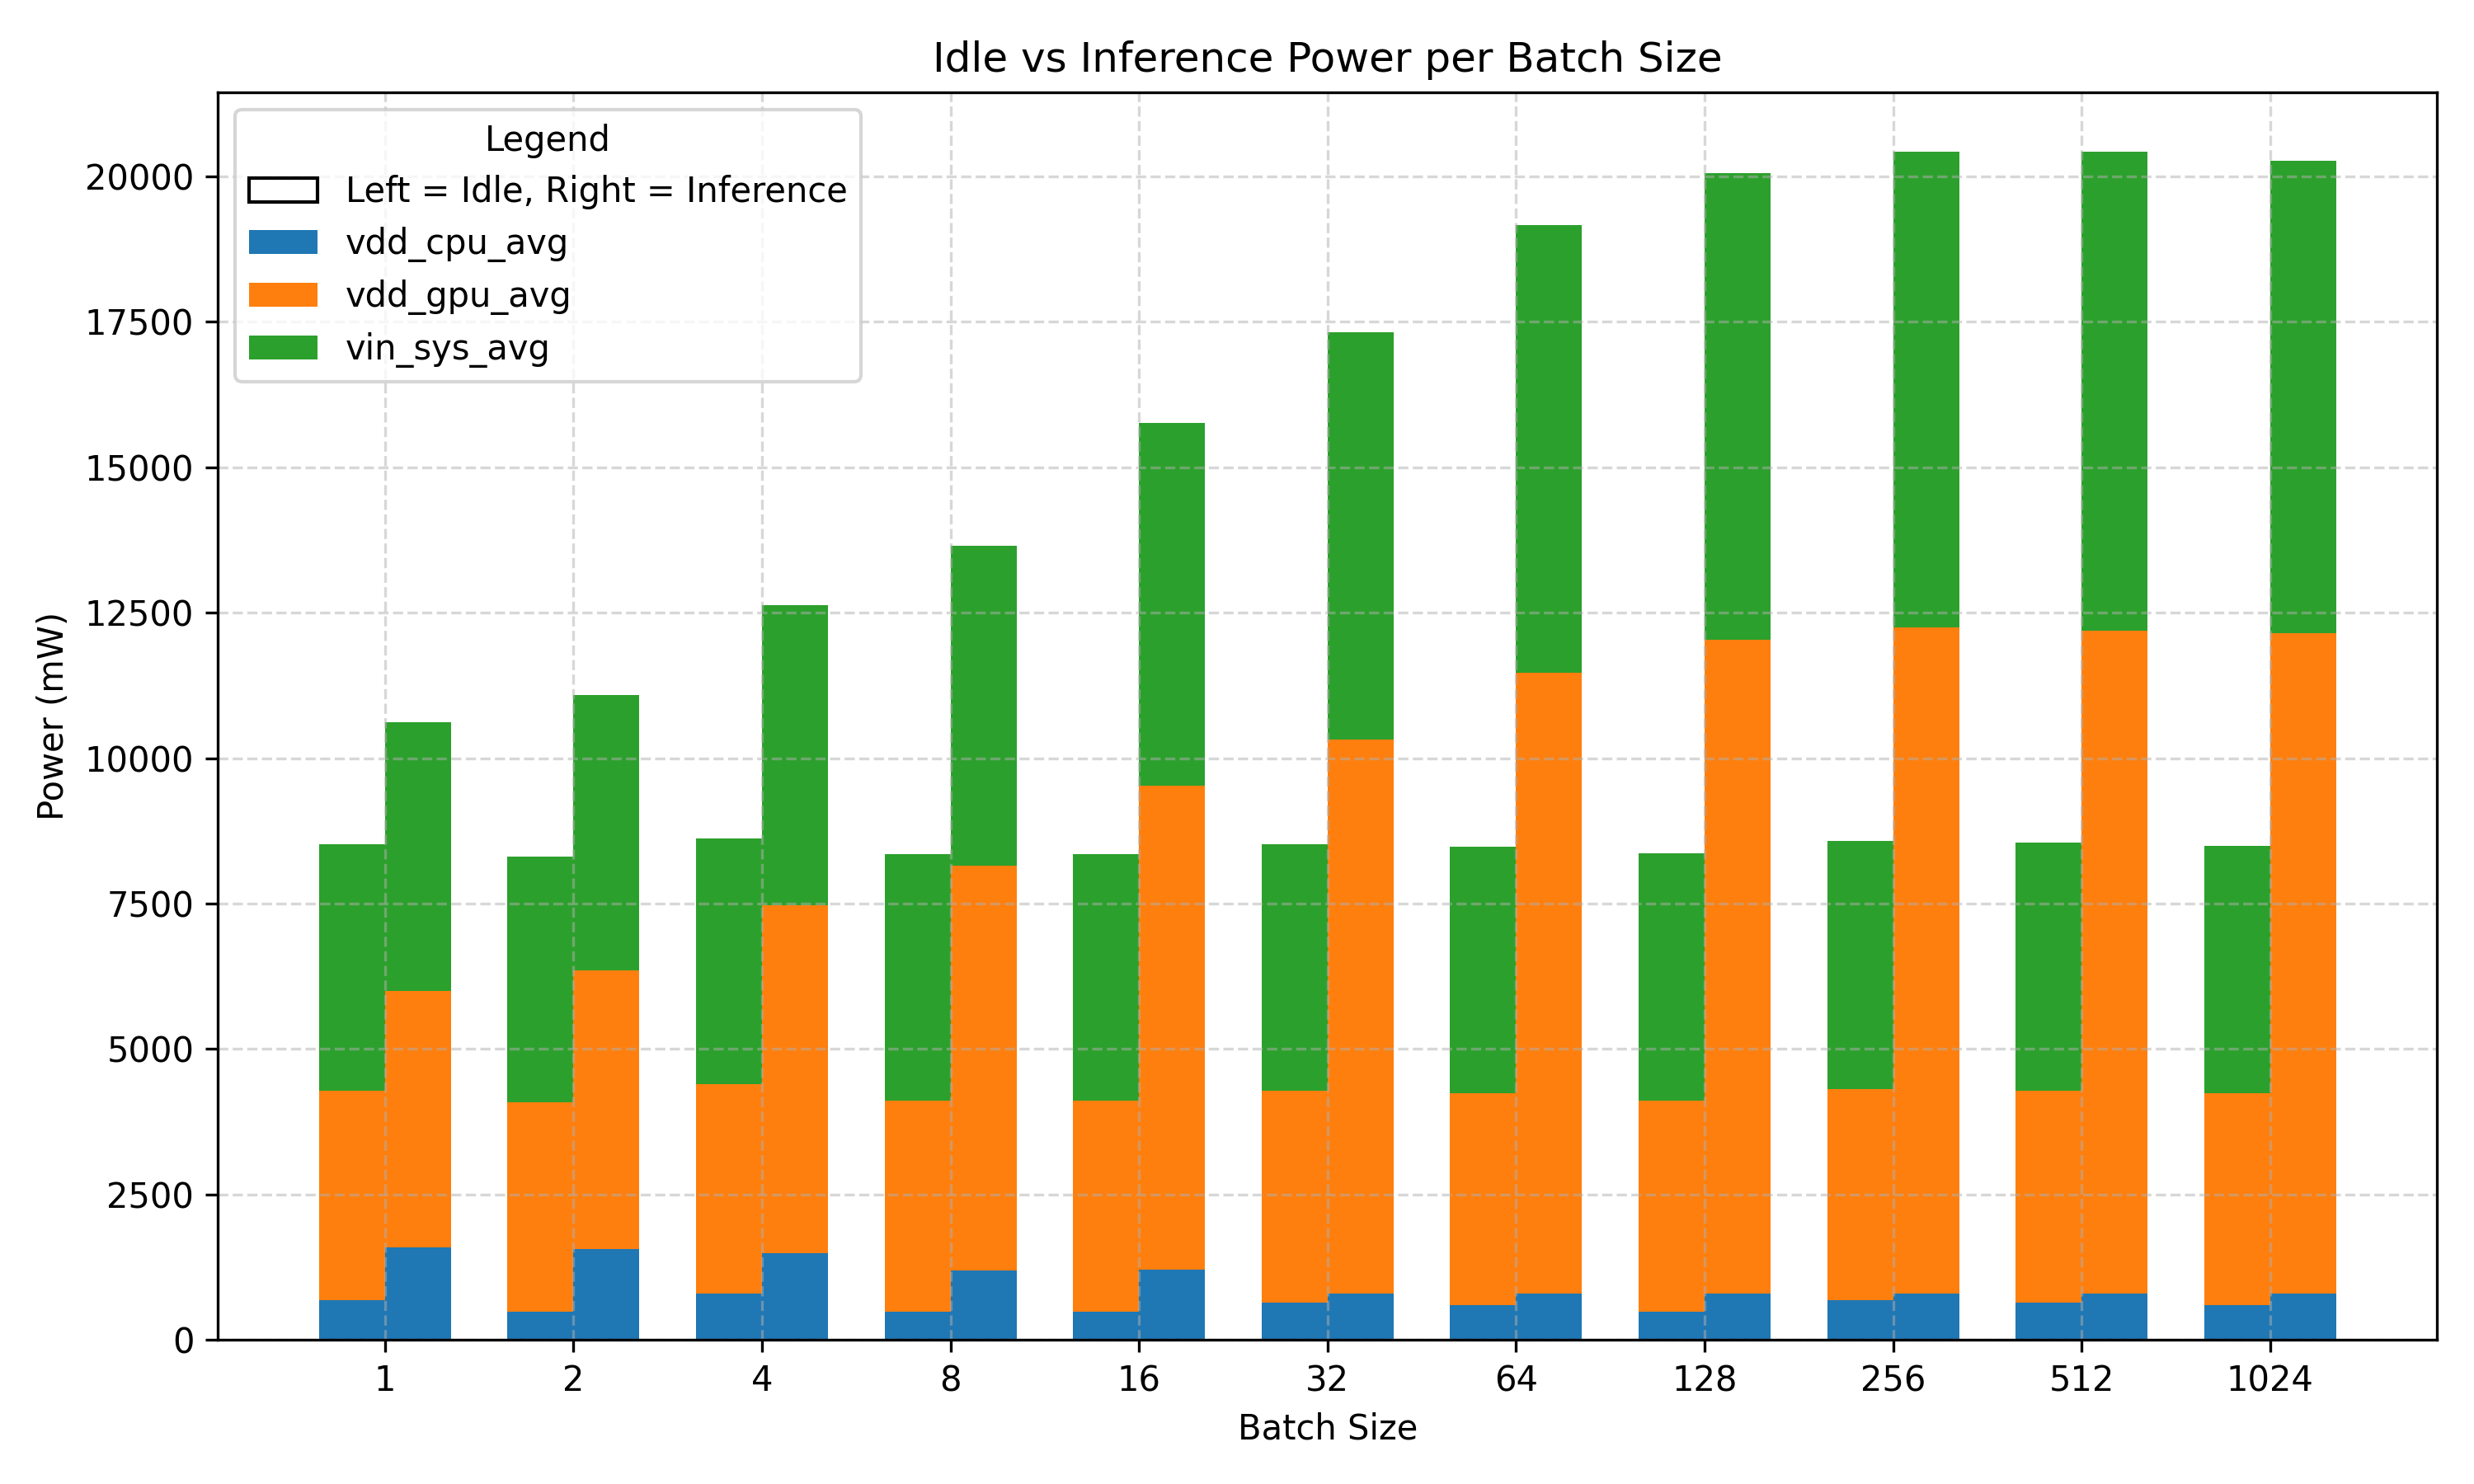 Idle vs Inference Power per Batch Size
Legend
Left = Idle, Right = Inference
vdd_cpu_avg
vdd_gpu_avg
vin_sys_avg
Power (mW)
20000
17500
15000
12500
10000
7500
5000
2500
0
1 2 4 8 16 32 64 128 256 512 1024
Batch Size